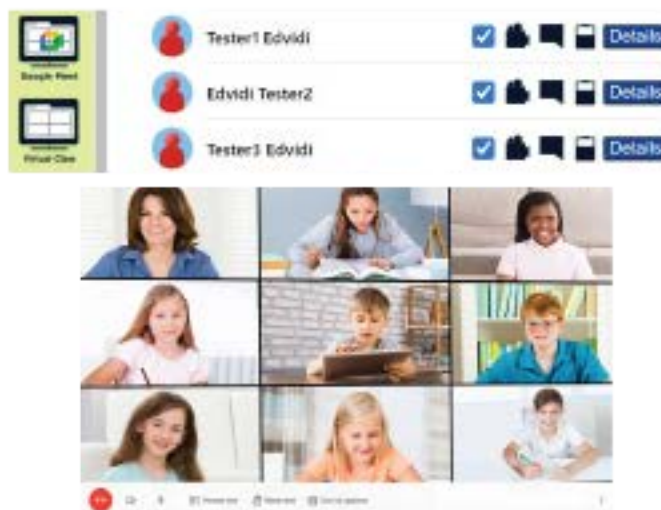 Tester1 Edvidi
Details
Google Meet
Edvidi Tester2
Details
Virtual Class
Tester3 Edvidi
Details